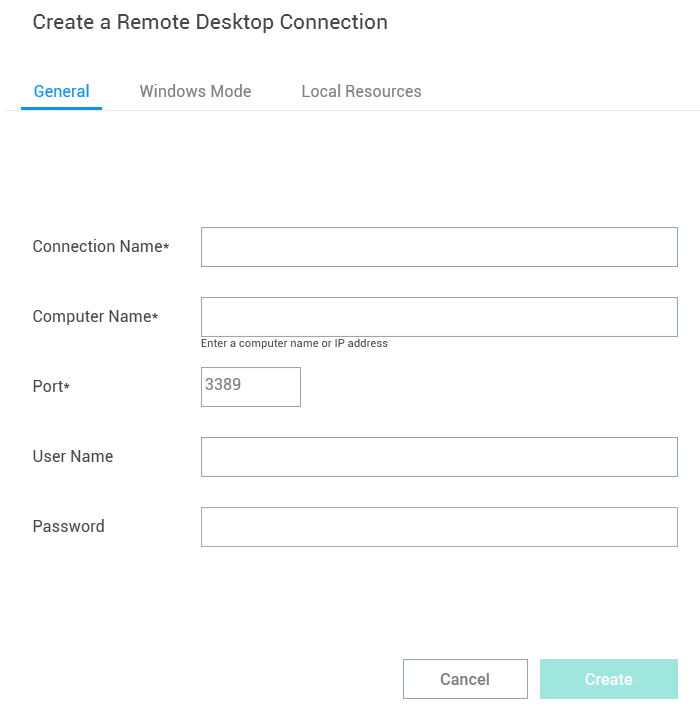 Create a Remote Desktop Connection
General Windows Mode Local Resources
Connection Name*
Computer Name*
Enter a computer name or IP address
Port* 3389
User Name
Password
Cancel Create